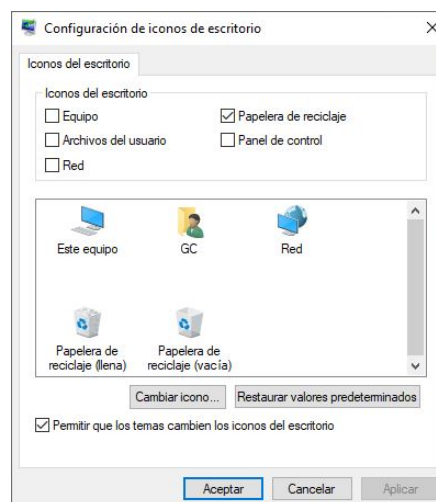 Configuración de iconos de escritorio
Iconos del escritorio
Iconos del escritorio
Equipo
Papelera de reciclaje
Archivos del usuario
Panel de control
Red
Este equipo
GC
Red
Papelera de
reciclaje (llena)
Papelera de
reciclaje (vacía)
Cambiar icono...
Restaurar valores predeterminados
Permitir que los temas cambien los iconos del escritorio
Aceptar
Cancelar
Aplicar